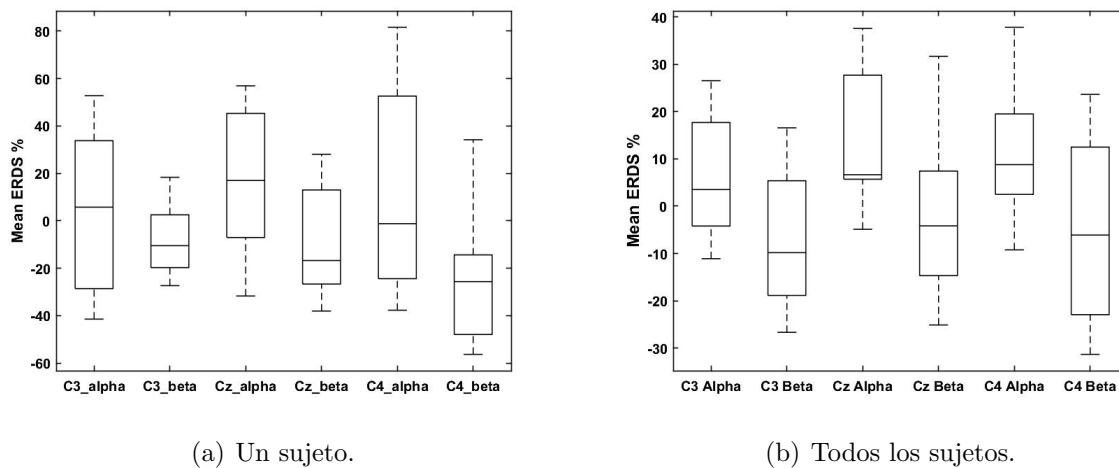 80
60
40
20
0
-20
-40
-60
Mean ERDS %
C3_alpha C3_beta Cz_alpha Cz_beta C4_alpha C4_beta
(a) Un sujeto.
40
30
20
10
0
-10
-20
-30
Mean ERDS %
C3 Alpha C3 Beta Cz Alpha Cz Beta C4 Alpha C4 Beta
(b) Todos los sujetos.